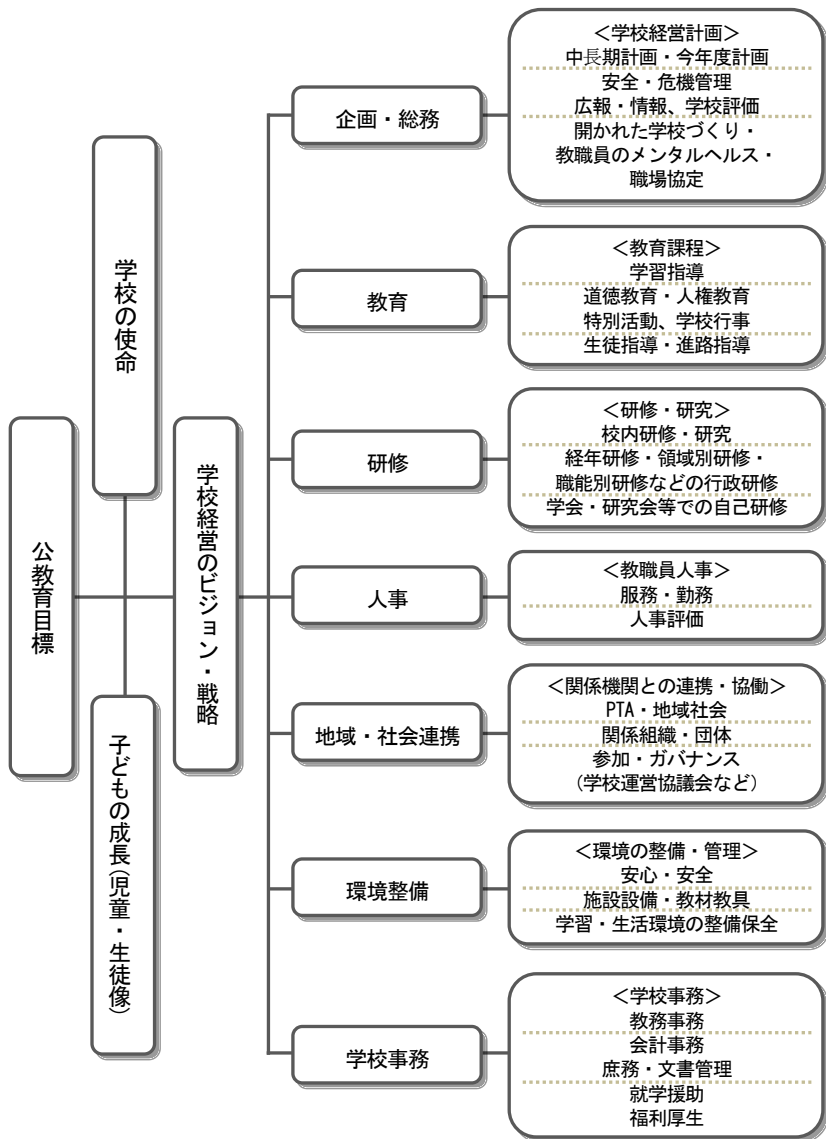 公教育目標
学校の使命
子どもの成長(児童・生徒像)
学校経営のビジョン・戦略
企画・総務
＜学校経営計画＞
中長期計画・今年度計画
安全・危機管理
広報・情報、学校評価
開かれた学校づくり・
教職員のメンタルヘルス・
職場協定
教育
＜教育課程＞
学習指導
道徳教育・人権教育
特別活動、学校行事
生徒指導・進路指導
研修
＜研修・研究＞
校内研修・研究
経年研修・領域別研修・
職能別研修などの行政研修
学会・研究会等での自己研修
人事
＜教職員人事＞
服務・勤務
人事評価
地域・社会連携
＜関係機関との連携・協働＞
PTA・地域社会
関係組織・団体
参加・ガバナンス
(学校運営協議会など)
環境整備
＜環境の整備・管理＞
安心・安全
施設設備・教材教具
学習・生活環境の整備保全
学校事務
＜学校事務＞
教務事務
会計事務
庶務・文書管理
就学援助
福利厚生